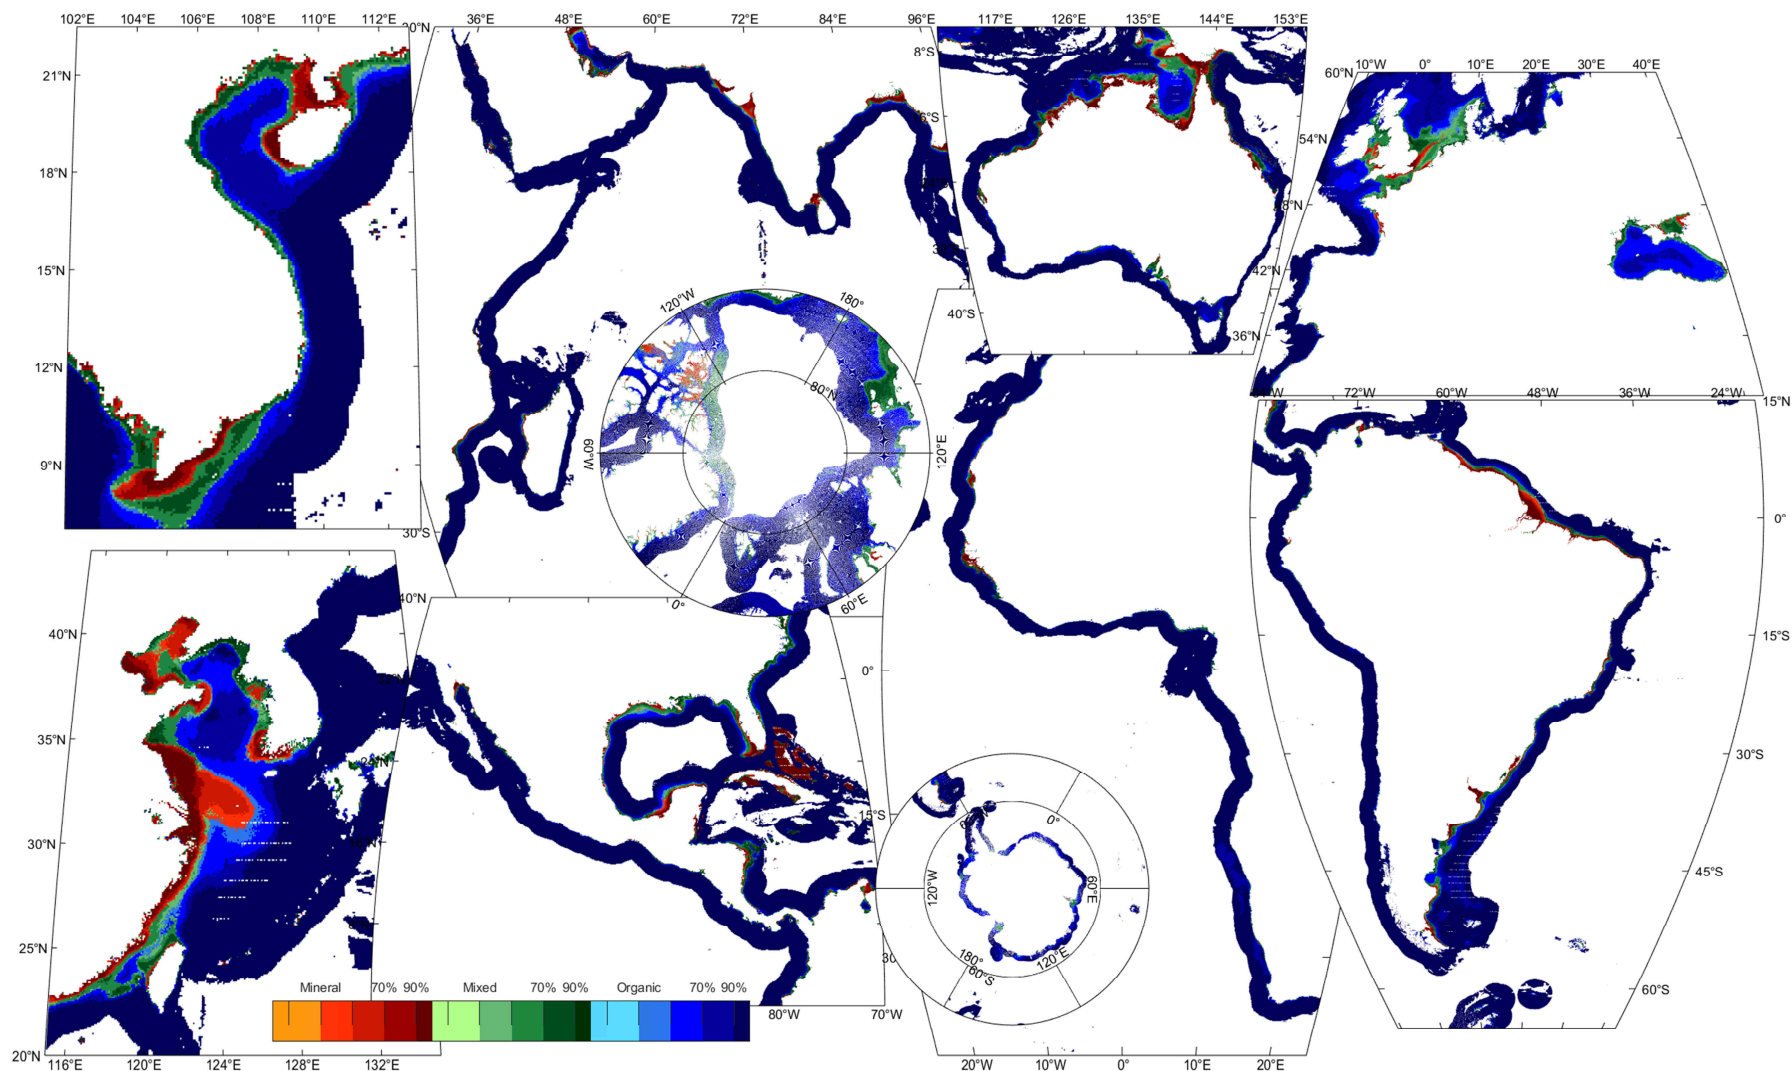 102°E 104°E 106°E 108°E 110°E 112°E
21°N
18°N
15°N
12°N
9°N
36°E 48°E 60°E 72°E 84°E 96°E
30°S
117°E 126°E 135°E 144°E 153°E
8°S
40°S
36°N
10°W 0° 10°E 20°E 30°E 40°E
60°N
54°N
42°N
120°W 180°
80°N
60°W 120°E
0° 60°E
72°W 60°W 48°W 36°W 24°W
15°N
0°
15°S
30°S
45°S
60°S
40°N
35°N
30°N
25°N
20°N
116°E 120°E 124°E 128°E 132°E
40°N
80°W 70°W
0°
15°S
30
0°
120°W 60°E
180° 120°E
60°S
20°W 10°W 0° 10°E 20°E
Mineral 70% 90% Mixed 70% 90% Organic 70% 90%